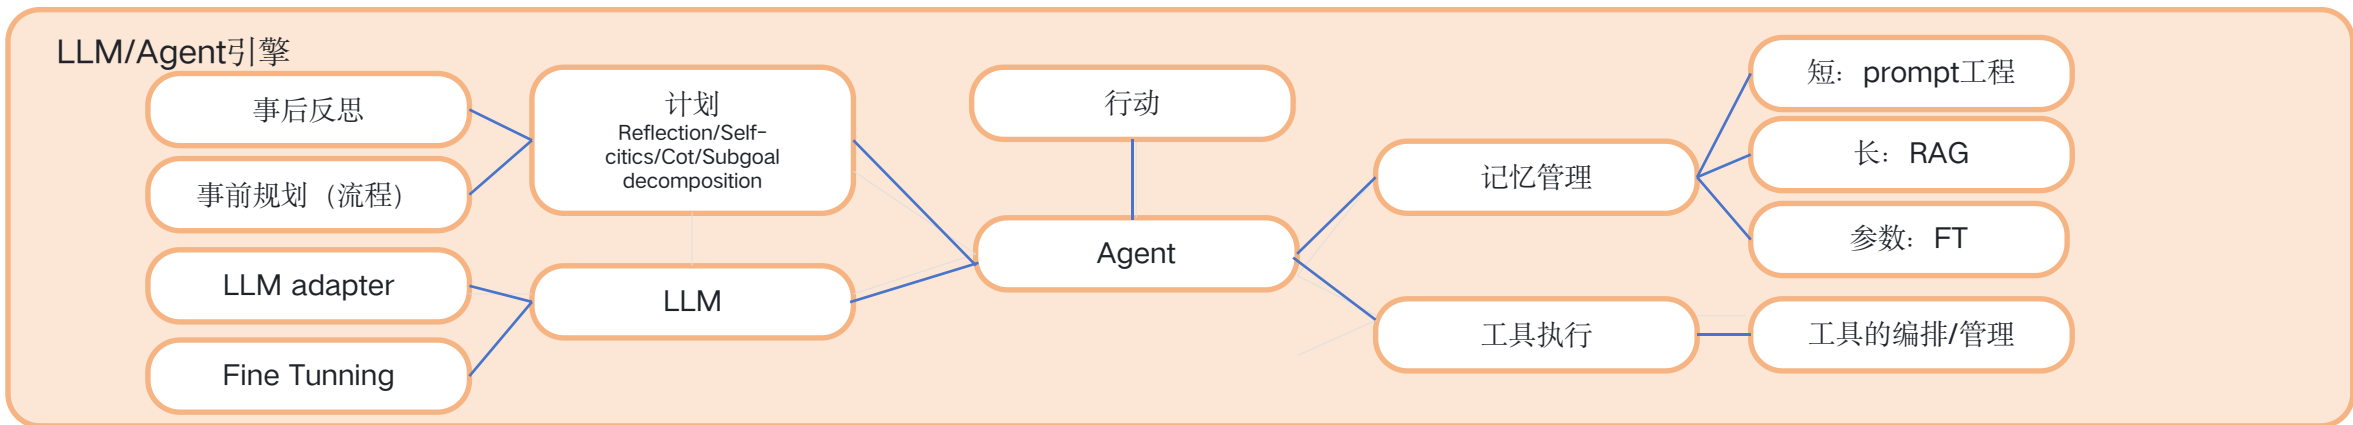 LLM/Agent引擎
事后反思
事前规划（流程）
LLM adapter
Fine Tunning
计划
Reflection/Self-
citics/Cot/Subgoal
decomposition
LLM
行动
Agent
记忆管理
工具执行
短：prompt工程
长：RAG
参数：FT
工具的编排/管理